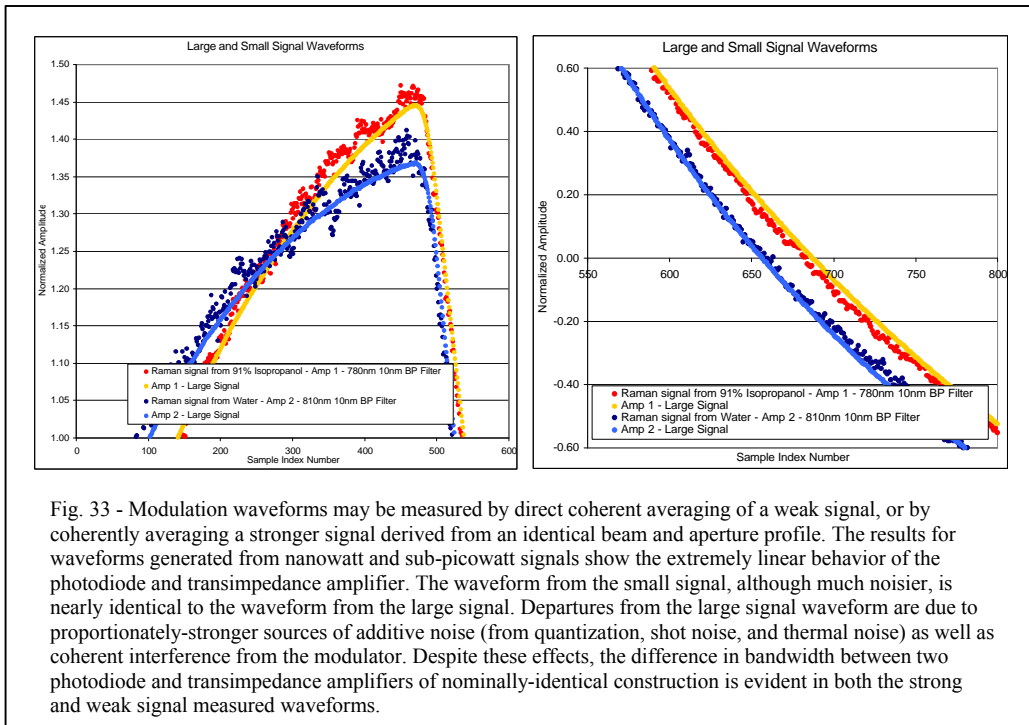 Large and Small Signal Waveforms
1.50
1.45
1.40
1.35
1.30
1.25
1.20
1.15
1.10
1.05
1.00
Normalized Amplitude
0
100
200
300
400
500
600
Sample Index Number
Raman signal from 91% Isopropanol - Amp 1 - 780nm 10nm BP Filter
Amp 1 - Large Signal
Raman signal from Water - Amp 2 - 810nm 10nm BP Filter
Amp 2 - Large Signal
Large and Small Signal Waveforms
0.60
0.40
0.20
0.00
-0.20
-0.40
-0.60
Normalized Amplitude
550
600
650
700
750
800
Raman signal from 91% Isopropanol - Amp 1 - 780nm 10nm BP Filter
Amp 1 - Large Signal
Raman signal from Water - Amp 2 - 810nm 10nm BP Filter
Amp 2 - Large Signal
Sample Index Number
Fig. 33 - Modulation waveforms may be measured by direct coherent averaging of a weak signal, or by
coherently averaging a stronger signal derived from an identical beam and aperture profile. The results for
waveforms generated from nanowatt and sub-picowatt signals show the extremely linear behavior of the
photodiode and transimpedance amplifier. The waveform from the small signal, although much noisier, is
nearly identical to the waveform from the large signal. Departures from the large signal waveform are due to
proportionately-stronger sources of additive noise (from quantization, shot noise, and thermal noise) as well as
coherent interference from the modulator. Despite these effects, the difference in bandwidth between two
photodiode and transimpedance amplifiers of nominally-identical construction is evident in both the strong
and weak signal measured waveforms.